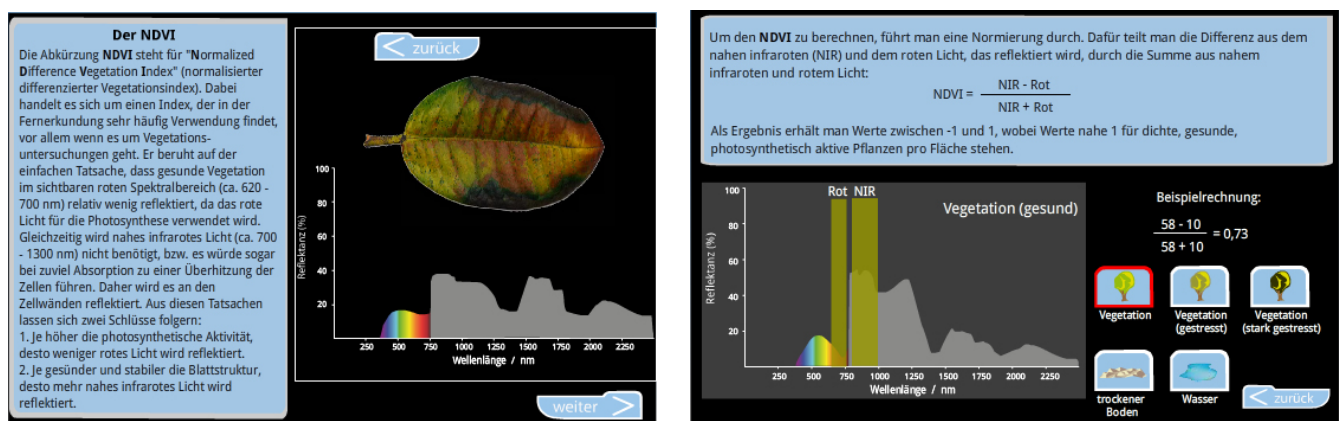 Der NDVI
Die Abkürzung NDVI steht für "Normalized
Difference Vegetation Index" (normalisierter
differenzierter Vegetationsindex). Dabei
handelt es sich um einen Index, der in der
Fernerkundung sehr häufig Verwendung findet,
vor allem wenn es um Vegetations-
untersuchungen geht. Er beruht auf der
einfachen Tatsache, dass gesunde Vegetation
im sichtbaren roten Spektralbereich (ca. 620 -
700 nm) relativ wenig reflektiert, da das rote
Licht für die Photosynthese verwendet wird.
Gleichzeitig wird nahes infrarotes Licht (ca. 700
- 1300 nm) nicht benötigt, bzw. es würde sogar
bei zuviel Absorption zu einer Überhitzung der
Zellen führen. Daher wird es an den
Zellwänden reflektiert. Aus diesen Tatsachen
lassen sich zwei Schlüsse folgern:
1. Je höher die photosynthetische Aktivität,
desto weniger rotes Licht wird reflektiert.
2. Je gesünder und stabiler die Blattstruktur,
desto mehr nahes infrarotes Licht wird
reflektiert.
zurück
100
80
60
40
20
Reflektanz (%)
250 500 750 1000 1250 1500 1750 2000 2250
Wellenlänge / nm
weiter
Um den NDVI zu berechnen, führt man eine Normierung durch. Dafür teilt man die Differenz aus dem
nahen infraroten (NIR) und dem roten Licht, das reflektiert wird, durch die Summe aus nahem
infraroten und rotem Licht:
NIR - Rot
NDVI =
NIR + Rot
Als Ergebnis erhält man Werte zwischen -1 und 1, wobei Werte nahe 1 für dichte, gesunde,
photosynthetisch aktive Pflanzen pro Fläche stehen.
Rot NIR
Vegetation (gesund)
100
80
60
40
20
Reflektanz (%)
250 500 750 1000 1250 1500 1750 2000 2250
Wellenlänge / nm
Beispielrechnung:
58 - 10
= 0,73
58 + 10
Vegetation
Vegetation
(gestresst)
Vegetation
(stark gestresst)
trockener
Boden
Wasser
zurück